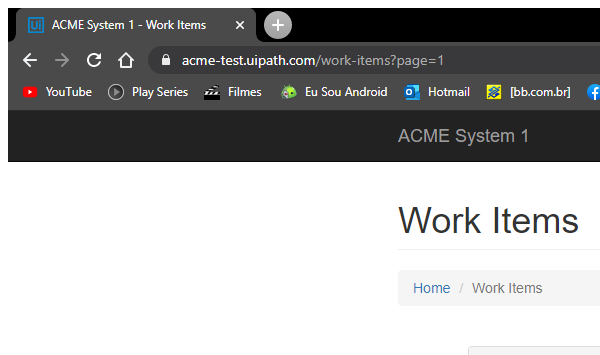 Ui ACME System 1 - Work Items
acme-test.uipath.com/work-items?page=1
YouTube Play Series Filmes Eu Sou Android Hotmail [bb.com.br]
ACME System 1
Work Items
Home / Work Items